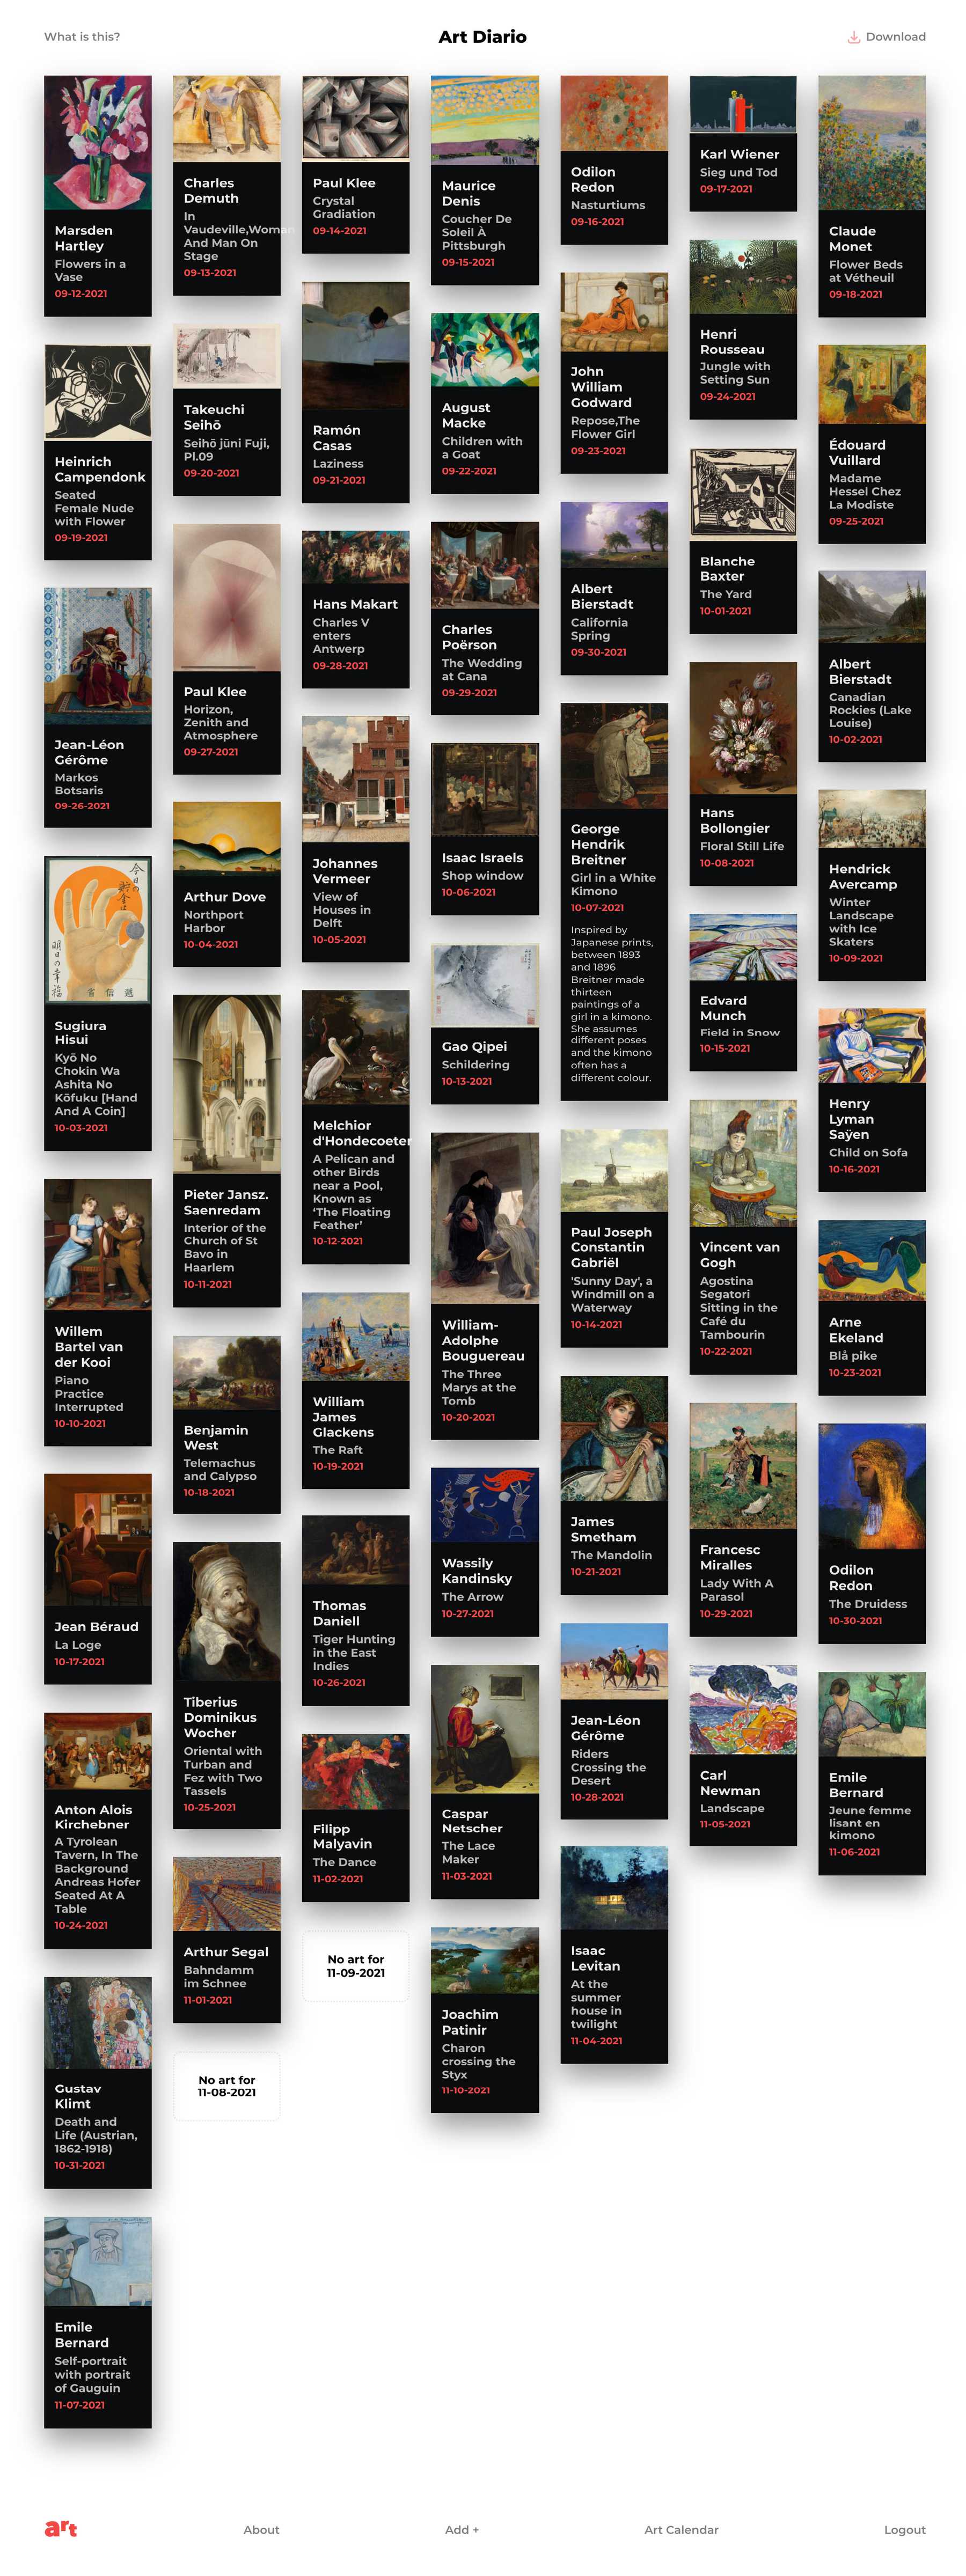 What is this?
Art Diario
Download
Marsden
Hartley
Flowers in a
Vase
09-12-2021
Heinrich
Campendonk
Seated
Female Nude
with Flower
09-19-2021
Jean-Léon
Gérôme
Markos
Botsaris
09-26-2021
Sugiura
Hisui
Kyō No
Chokin Wa
Ashita No
Kōfuku [Hand
And A Coin]
10-03-2021
Willem
Bartel van
der Kooi
Piano
Practice
Interrupted
10-10-2021
Jean Béraud
La Loge
10-17-2021
Anton Alois
Kirchebner
A Tyrolean
Tavern, In The
Background
Andreas Hofer
Seated At A
Table
10-24-2021
Gustav
Klimt
Death and
Life (Austrian,
1862-1918)
10-31-2021
Emile
Bernard
Self-portrait
with portrait
of Gauguin
11-07-2021
Charles
Demuth
In
Vaudeville,Woman
And Man On
Stage
09-13-2021
Takeuchi
Seihō
Seihō jūni Fuji,
Pl.09
09-20-2021
Paul Klee
Horizon,
Zenith and
Atmosphere
09-27-2021
Arthur Dove
Northport
Harbor
10-04-2021
Pieter Jansz.
Saenredam
Interior of the
Church of St
Bavo in
Haarlem
10-11-2021
Benjamin
West
Telemachus
and Calypso
10-18-2021
Tiberius
Dominikus
Wocher
Oriental with
Turban and
Fez with Two
Tassels
10-25-2021
Arthur Segal
Bahndamm
im Schnee
11-01-2021
No art for
11-08-2021
Paul Klee
Crystal
Gradiation
09-14-2021
Ramón
Casas
Laziness
09-21-2021
Hans Makart
Charles V
enters
Antwerp
09-28-2021
Johannes
Vermeer
View of
Houses in
Delft
10-05-2021
Melchior
d'Hondecoeter
A Pelican and
other Birds
near a Pool,
Known as
‘The Floating
Feather’
10-12-2021
William
James
Glackens
The Raft
10-19-2021
Thomas
Daniell
Tiger Hunting
in the East
Indies
10-26-2021
Filipp
Malyavin
The Dance
11-02-2021
No art for
11-09-2021
Maurice
Denis
Coucher De
Soleil À
Pittsburgh
09-15-2021
August
Macke
Children with
a Goat
09-22-2021
Charles
Poërson
The Wedding
at Cana
09-29-2021
Isaac Israels
Shop window
10-06-2021
Gao Qipei
Schildering
10-13-2021
William-
Adolphe
Bouguereau
The Three
Marys at the
Tomb
10-20-2021
Wassily
Kandinsky
The Arrow
10-27-2021
Caspar
Netscher
The Lace
Maker
11-03-2021
Joachim
Patinir
Charon
crossing the
Styx
11-10-2021
Odilon
Redon
Nasturtiums
09-16-2021
John
William
Godward
Repose,The
Flower Girl
09-23-2021
Albert
Bierstadt
California
Spring
09-30-2021
George
Hendrik
Breitner
Girl in a White
Kimono
10-07-2021
Inspired by
Japanese prints,
between 1893
and 1896
Breitner made
thirteen
paintings of a
girl in a kimono.
She assumes
different poses
and the kimono
often has a
different colour.
Paul Joseph
Constantin
Gabriël
'Sunny Day', a
Windmill on a
Waterway
10-14-2021
James
Smetham
The Mandolin
10-21-2021
Jean-Léon
Gérôme
Riders
Crossing the
Desert
10-28-2021
Isaac
Levitan
At the
summer
house in
twilight
11-04-2021
Karl Wiener
Sieg und Tod
09-17-2021
Henri
Rousseau
Jungle with
Setting Sun
09-24-2021
Blanche
Baxter
The Yard
10-01-2021
Hans
Bollongier
Floral Still Life
10-08-2021
Edvard
Munch
Field in Snow
10-15-2021
Vincent van
Gogh
Agostina
Segatori
Sitting in the
Café du
Tambourin
10-22-2021
Francesc
Miralles
Lady With A
Parasol
10-29-2021
Carl
Newman
Landscape
11-05-2021
Claude
Monet
Flower Beds
at Vétheuil
09-18-2021
Édouard
Vuillard
Madame
Hessel Chez
La Modiste
09-25-2021
Albert
Bierstadt
Canadian
Rockies (Lake
Louise)
10-02-2021
Hendrick
Avercamp
Winter
Landscape
with Ice
Skaters
10-09-2021
Henry
Lyman
Saÿen
Child on Sofa
10-16-2021
Arne
Ekeland
Blå pike
10-23-2021
Odilon
Redon
The Druidess
10-30-2021
Emile
Bernard
Jeune femme
lisant en
kimono
11-06-2021
art
About
Add +
Art Calendar
Logout